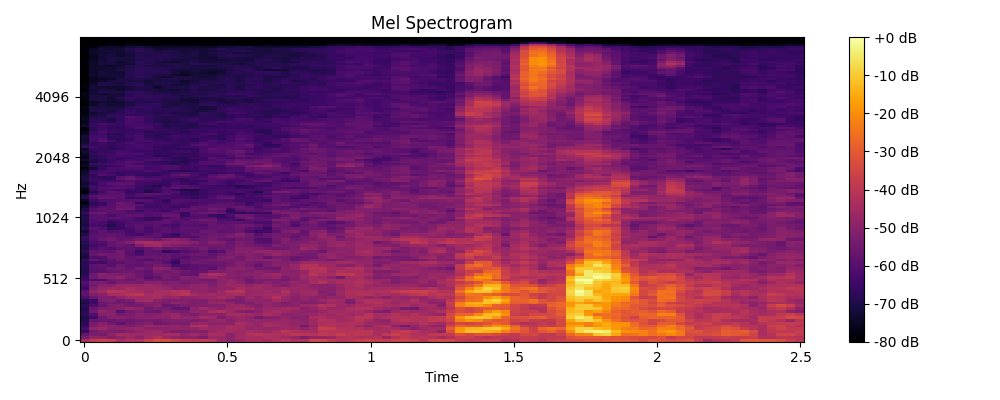 Mel Spectrogram
Hz
4096
2048
1024
512
0
0
0.5
1
1.5
2
2.5
Time
+0 dB
-10 dB
-20 dB
-30 dB
-40 dB
-50 dB
-60 dB
-70 dB
-80 dB